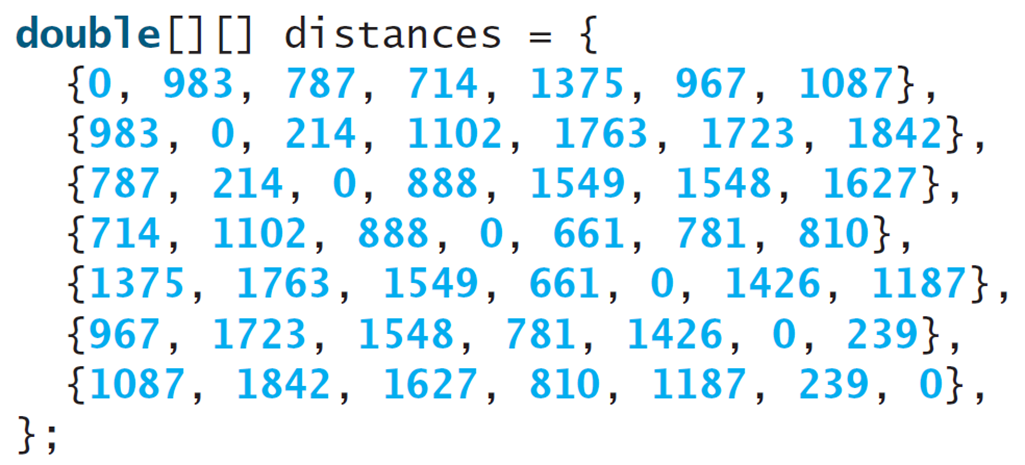 double[][] distances = {
{0, 983, 787, 714, 1375, 967, 1087},
{983, 0, 214, 1102, 1763, 1723, 1842},
{787, 214, 0, 888, 1549, 1548, 1627},
{714, 1102, 888, 0, 661, 781, 810},
{1375, 1763, 1549, 661, 0, 1426, 1187},
{967, 1723, 1548, 781, 1426, 0, 239},
{1087, 1842, 1627, 810, 1187, 239, 0},
};